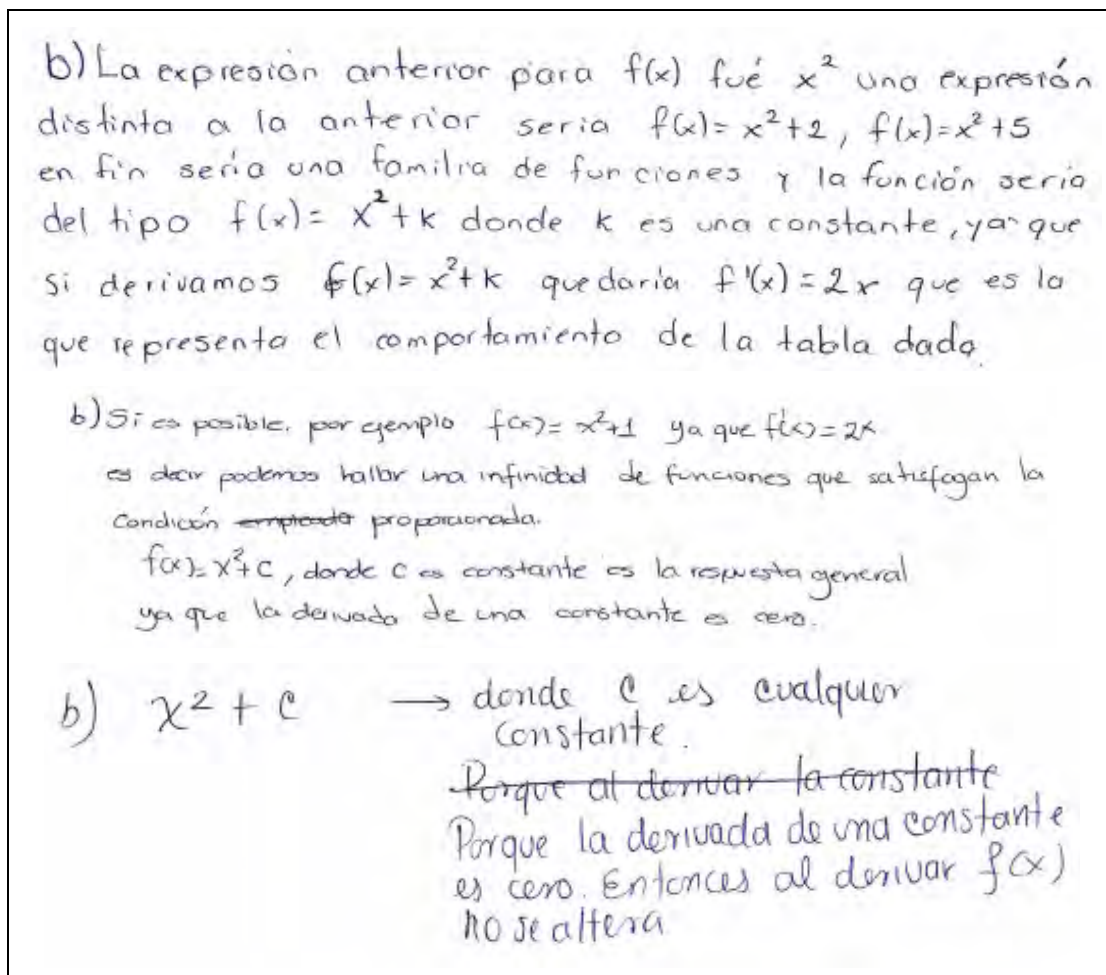 b) La expresión anterior para f(x) fué x² una expresión
distinta a la anterior seria f(x)= x²+2, f(x)=x²+5
en fin sería una familia de funciones y la función seria
del tipo f(x)= x²+k donde k es una constante, ya que
si derivamos f(x)=x²+k quedaría f'(x)=2x que es la
que representa el comportamiento de la tabla dada.
b) Si es posible. por ejemplo f(x)= x²+1 ya que f'(x)=2x
es decir podemos hallar una infinidad de funciones que satisfagan la
condición empleada proporcionada.
f(x)= x²+C, donde C es constante es la respuesta general
ya que la derivada de una constante es cero.
b) x² + c → donde c es cualquier
constante.
Porque al derivar la constante
Porque la derivada de una constante
es cero. Entonces al derivar f(x)
no se altera